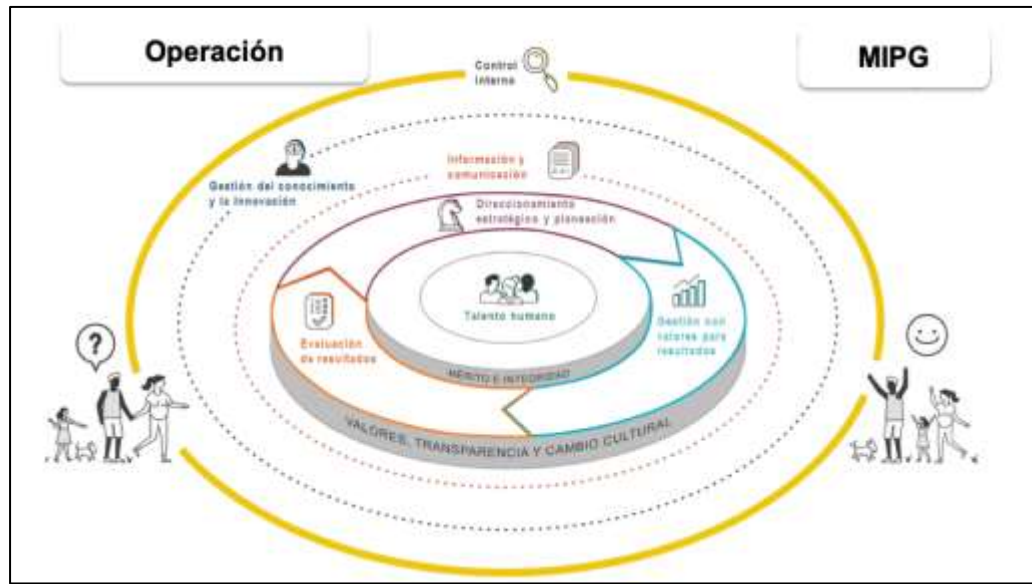 Operación
MIPG
Control
Interno
Gestión del conocimiento
y la innovación
Información y
comunicación
Direccionamiento
estratégico y planeación
Talento humano
Evaluación
de resultados
Gestión con
valores para
resultados
MÉRITO E INTEGRIDAD
VALORES, TRANSPARENCIA Y CAMBIO CULTURAL
?